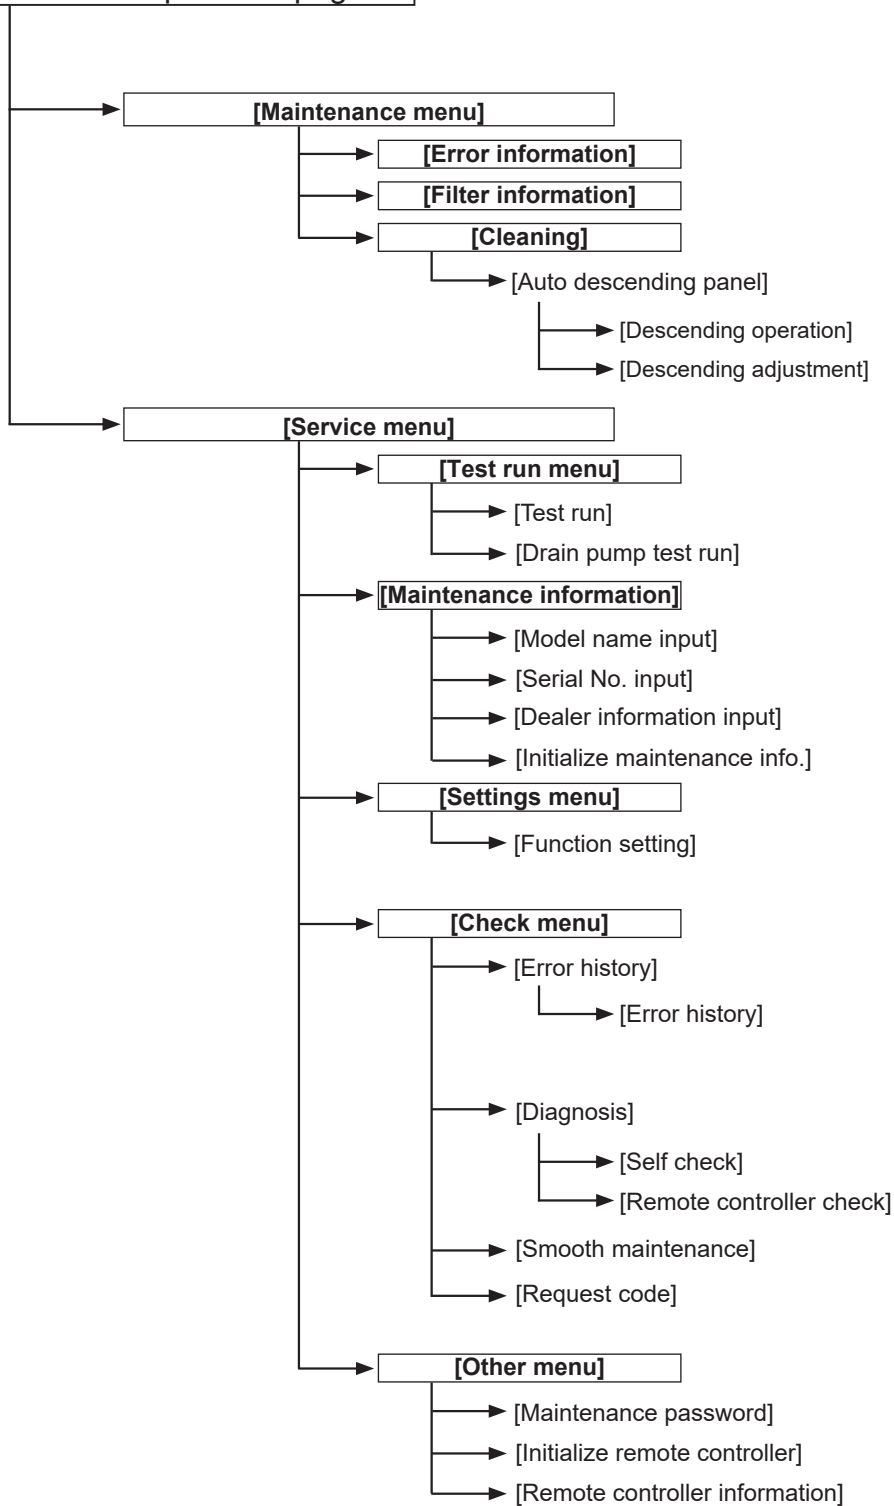 [Maintenance menu]
[Error information]
[Filter information]
[Cleaning]
[Auto descending panel]
[Descending operation]
[Descending adjustment]
[Service menu]
[Test run menu]
[Test run]
[Drain pump test run]
[Maintenance information]
[Model name input]
[Serial No. input]
[Dealer information input]
[Initialize maintenance info.]
[Settings menu]
[Function setting]
[Check menu]
[Error history]
[Error history]
[Diagnosis]
[Self check]
[Remote controller check]
[Smooth maintenance]
[Request code]
[Other menu]
[Maintenance password]
[Initialize remote controller]
[Remote controller information]